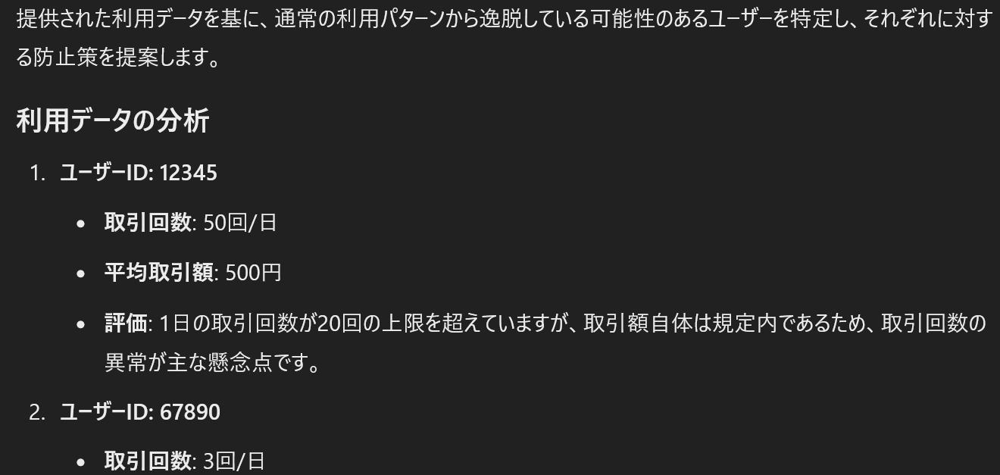 提供された利用データを基に、通常の利用パターンから逸脱している可能性のあるユーザーを特定し、それぞれに対す
る防止策を提案します。
利用データの分析
1. ユーザーID: 12345
• 取引回数: 50回/日
• 平均取引額: 500円
• 評価: 1日の取引回数が20回の上限を超えていますが、取引額自体は規定内であるため、取引回数の
異常が主な懸念点です。
2. ユーザーID: 67890
• 取引回数: 3回/日